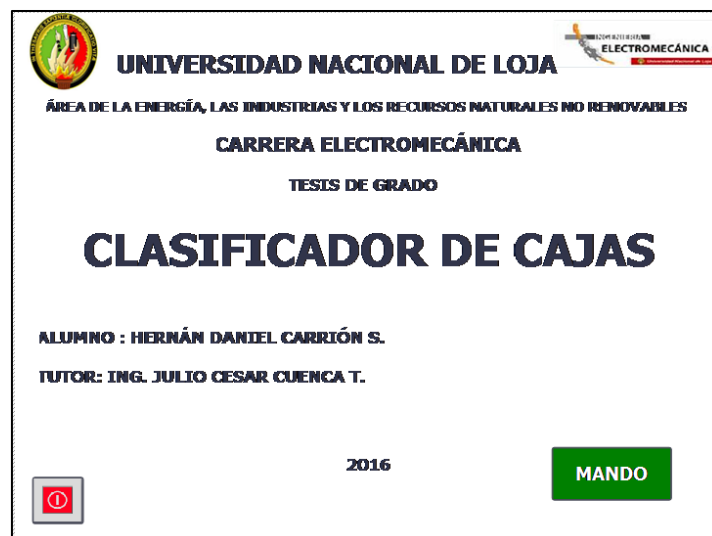 UNIVERSIDAD NACIONAL DE LOJA
INGENIERIA
ELECTROMECÁNICA
ÁREA DE LA ENERGÍA, LAS INDUSTRIAS Y LOS RECURSOS NATURALES NO RENOVABLES
CARRERA ELECTROMECÁNICA
TESIS DE GRADO
CLASIFICADOR DE CAJAS
ALUMNO : HERNÁN DANIEL CARRIÓN S.
TUTOR: ING. JULIO CESAR CUENCA T.
2016
MANDO